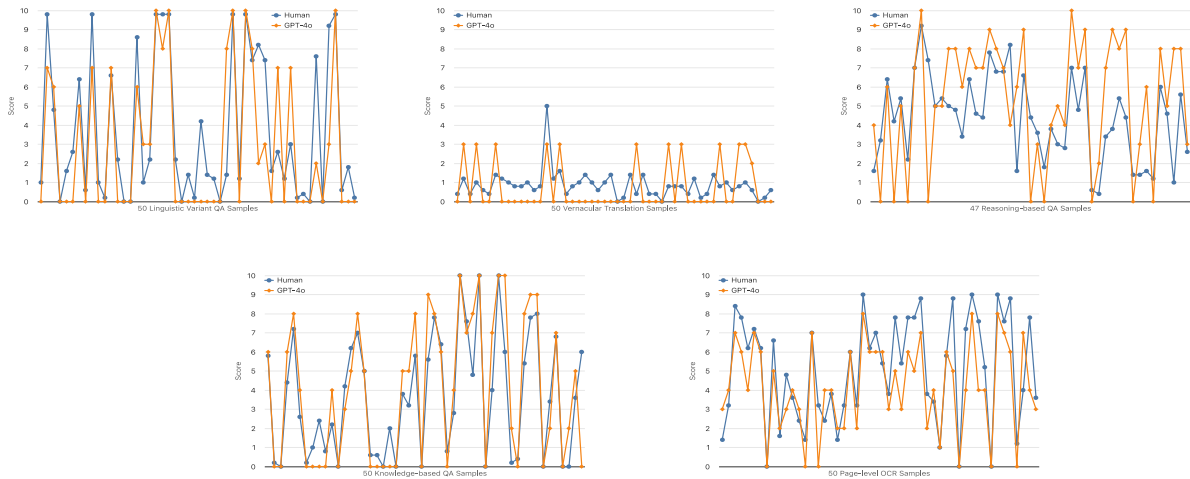 10
9
8
7
6
5
4
3
2
1
0
Score
Human
GPT-4o
50 Linguistic Variant QA Samples
10
9
8
7
6
5
4
3
2
1
0
Score
Human
GPT-4o
50 Vernacular Translation Samples
10
9
8
7
6
5
4
3
2
1
0
Score
Human
GPT-4o
47 Reasoning-based QA Samples
10
9
8
7
6
5
4
3
2
1
0
Score
Human
GPT-4o
50 Knowledge-based QA Samples
10
9
8
7
6
5
4
3
2
1
0
Score
Human
GPT-4o
50 Page-level OCR Samples